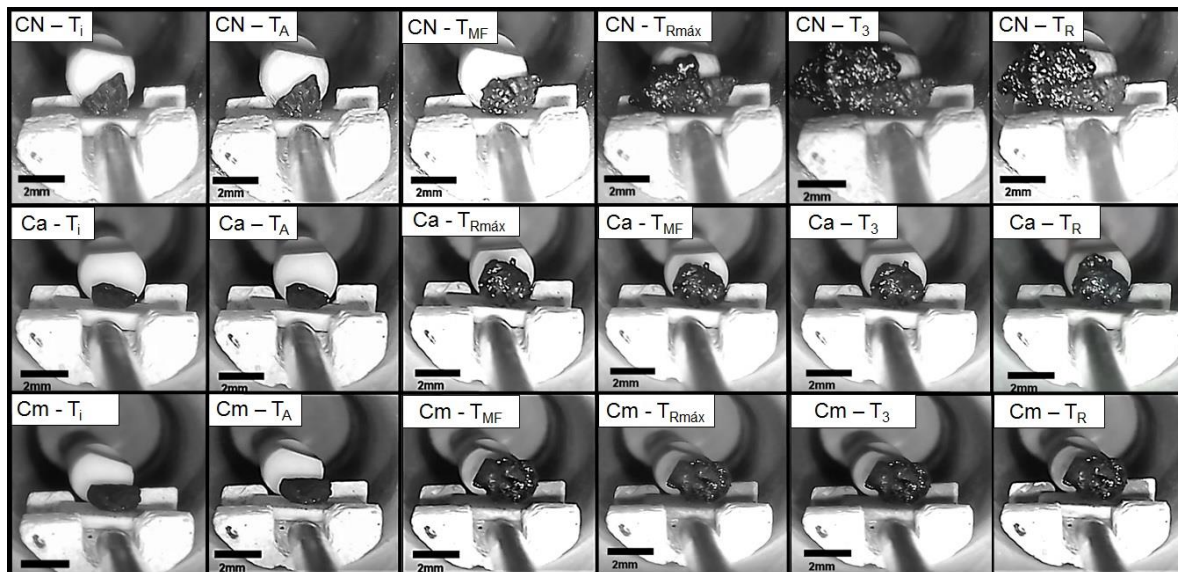 CN – Ti
CN – TA
CN - TMF
CN - TRmáx
CN – T3
CN – TR
2mm
2mm
2mm
2mm
2mm
2mm
Ca - Ti
Ca – TA
Ca - TRmáx
Ca - TMF
Ca – T3
Ca – TR
2mm
2mm
2mm
2mm
2mm
2mm
Cm - Ti
Cm – TA
Cm - TMF
Cm - TRmáx
Cm – T3
Cm – TR
2mm
2mm
2mm
2mm
2mm
2mm